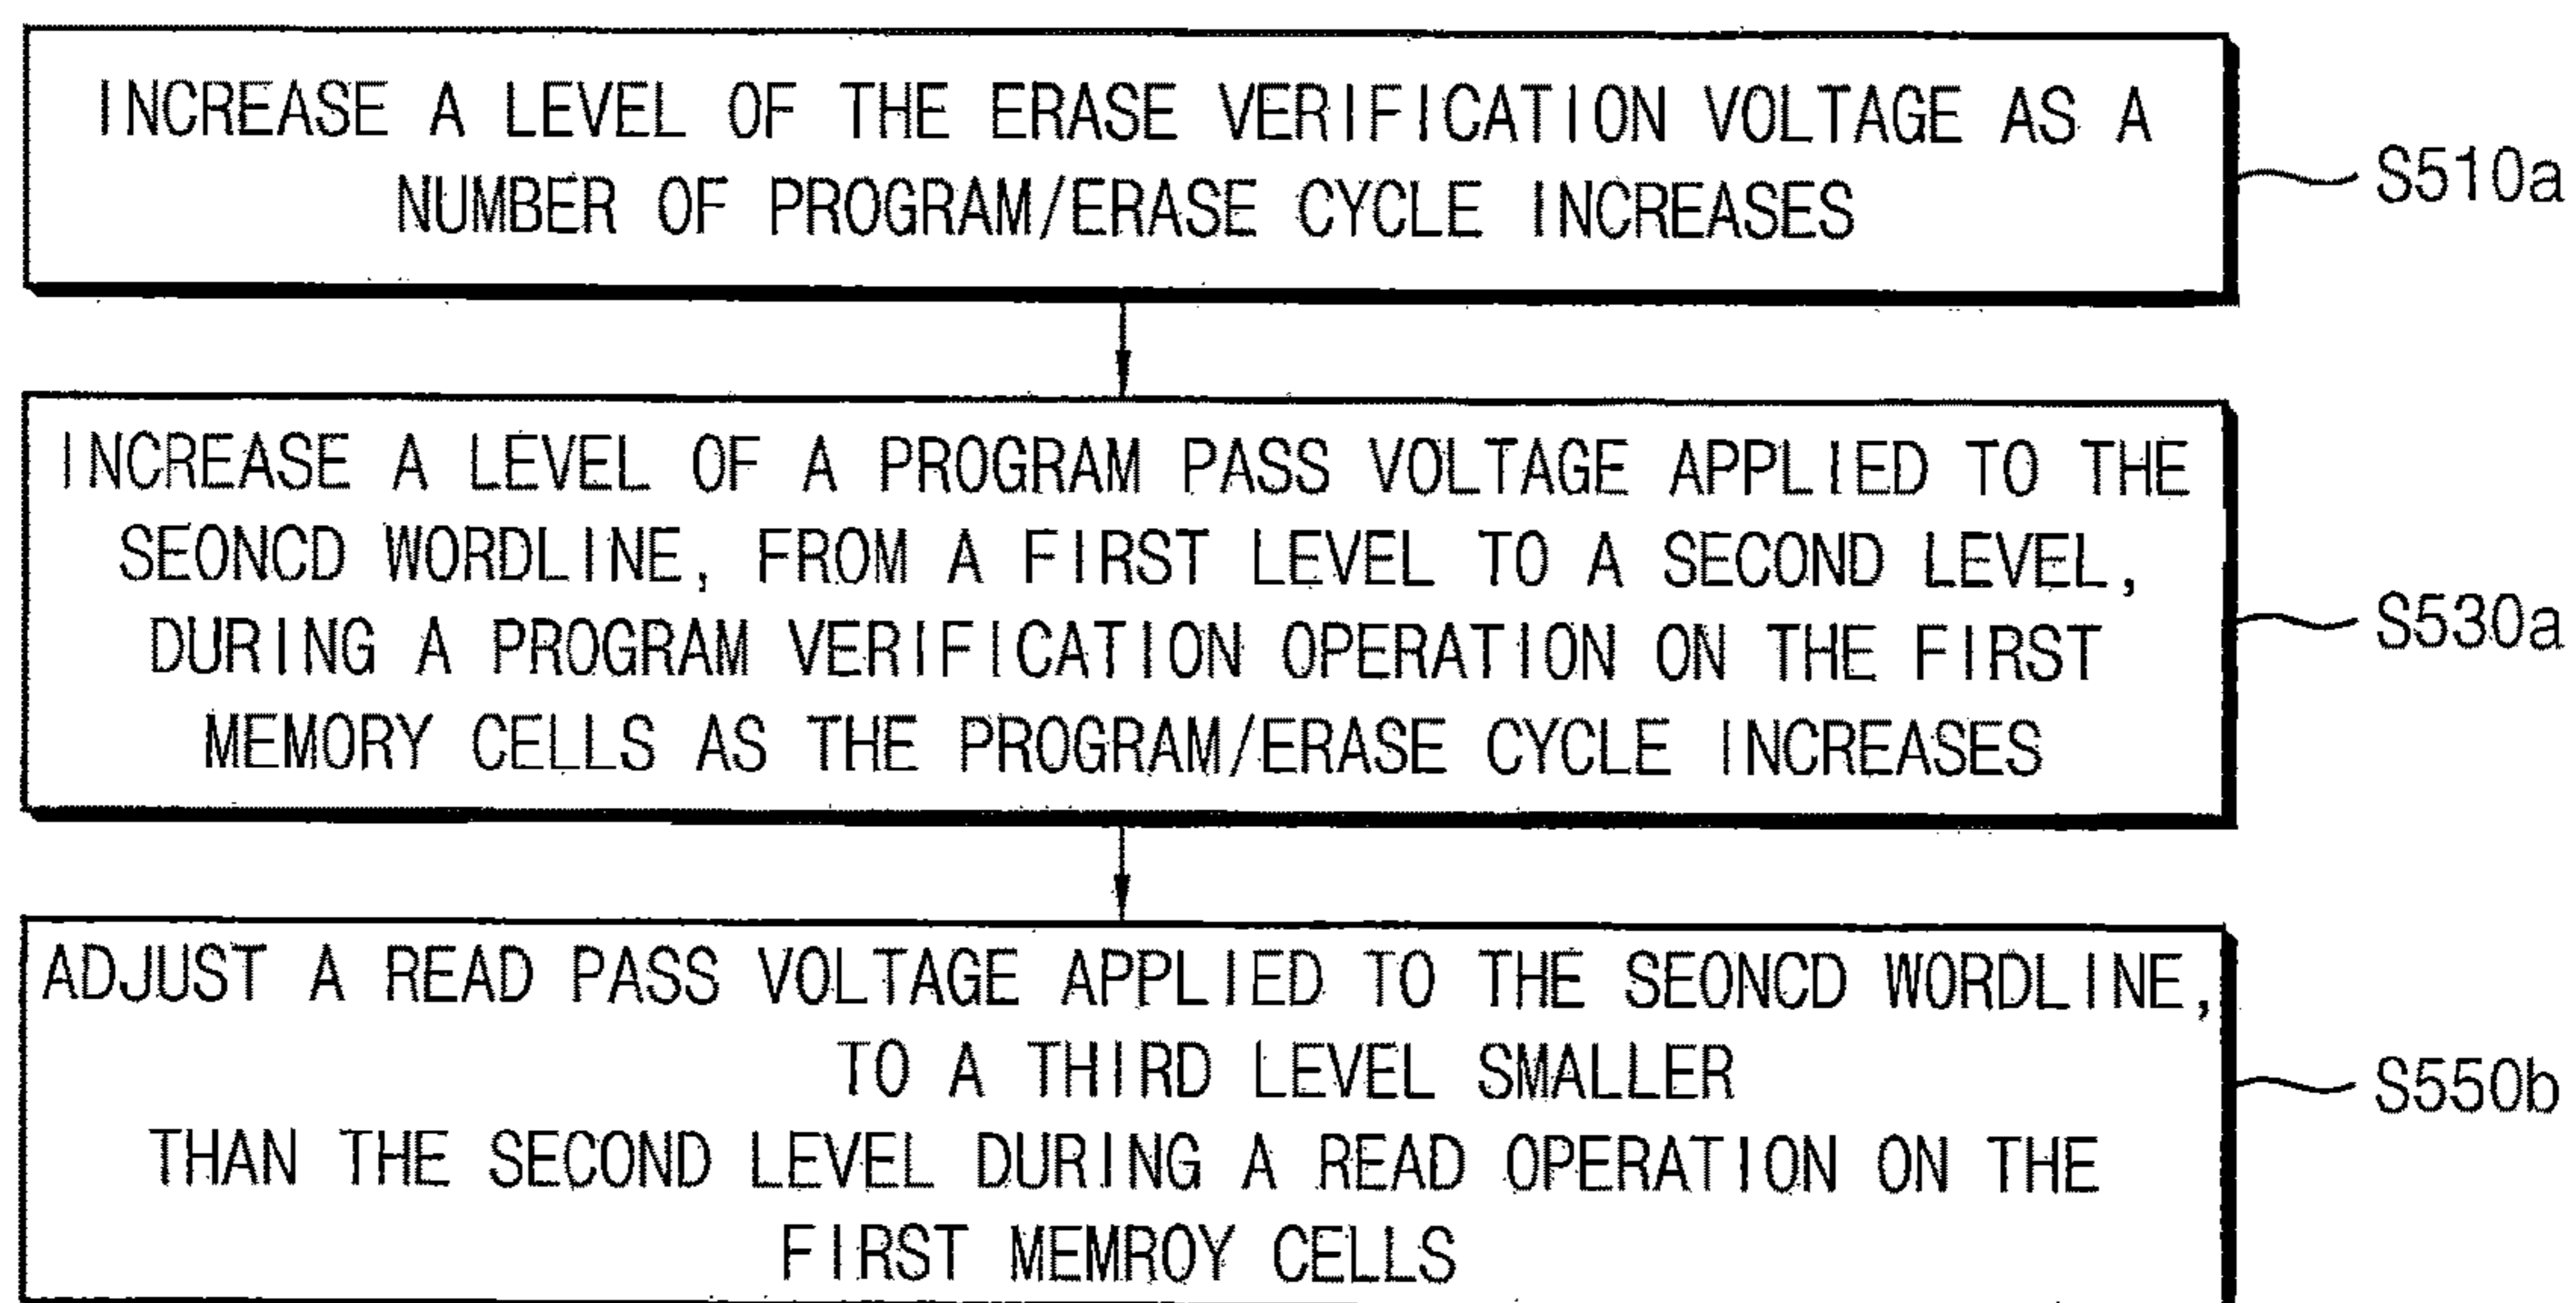 INCREASE A LEVEL OF THE ERASE VERIFICATION VOLTAGE AS A
NUMBER OF PROGRAM/ERASE CYCLE INCREASES
S510a
INCREASE A LEVEL OF A PROGRAM PASS VOLTAGE APPLIED TO THE
SEONCD WORDLINE, FROM A FIRST LEVEL TO A SECOND LEVEL,
DURING A PROGRAM VERIFICATION OPERATION ON THE FIRST
MEMORY CELLS AS THE PROGRAM/ERASE CYCLE INCREASES
S530a
ADJUST A READ PASS VOLTAGE APPLIED TO THE SEONCD WORDLINE,
TO A THIRD LEVEL SMALLER
THAN THE SECOND LEVEL DURING A READ OPERATION ON THE
FIRST MEMROY CELLS
S550b